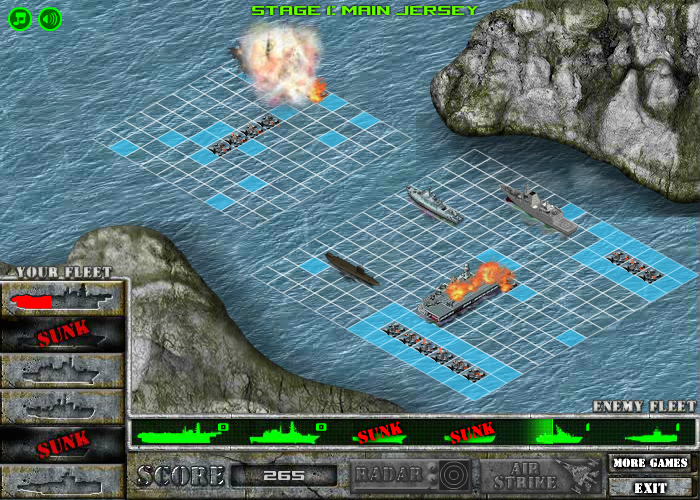 STAGE 1: MAIN JERSEY
YOUR FLEET
SUNK
SUNK
ENEMY FLEET
0
0
SUNK
SUNK
SCORE 265
RADAR
AIR
STRIKE
MORE GAMES
EXIT